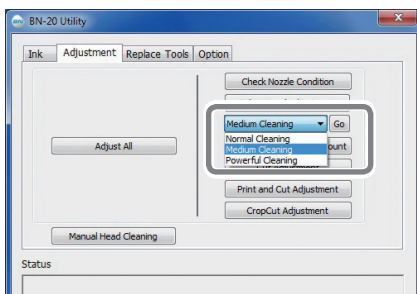 BN-20 Utility
Ink Adjustment Replace Tools Option
Check Nozzle Condition
Medium Cleaning Go
Normal Cleaning
Medium Cleaning
Powerful Cleaning
Adjust All
Print and Cut Adjustment
CropCut Adjustment
Manual Head Cleaning
Status